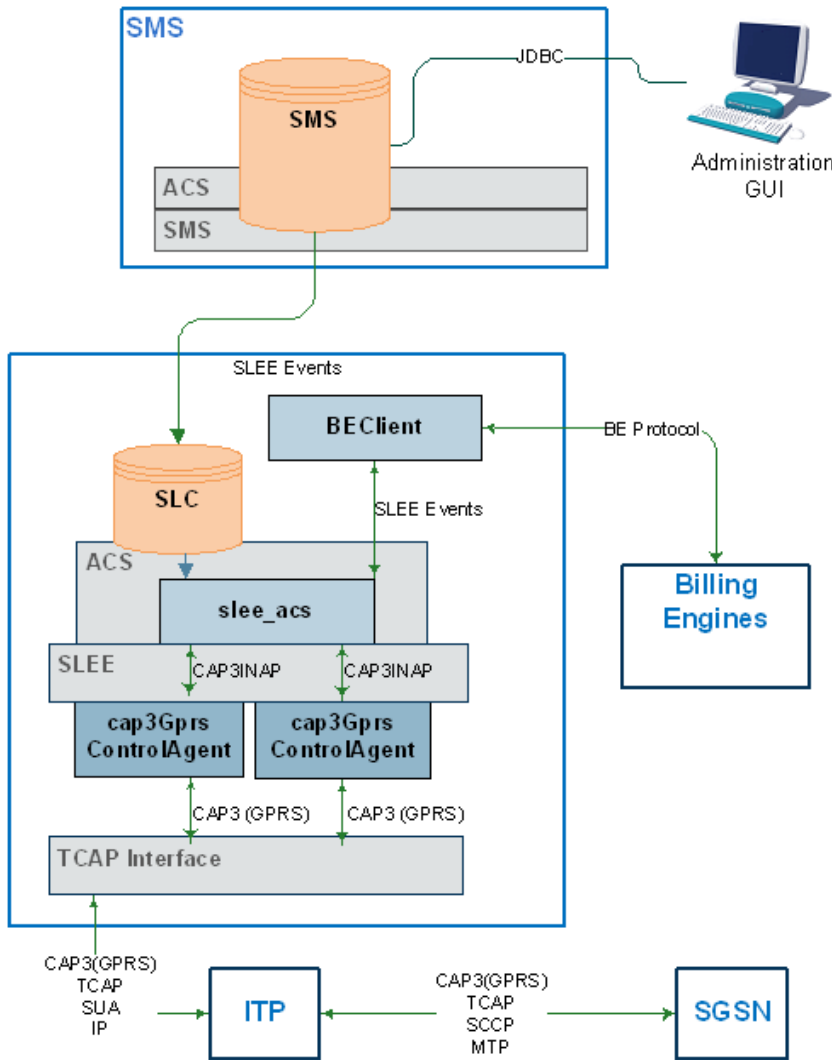 SMS
JDBC
SMS
Administration
GUI
ACS
SMS
SLEE Events
BEClient
BE Protocol
SLC
SLEE Events
ACS
slee_acs
Billing
Engines
SLEE
CAP3INAP
CAP3INAP
cap3Gprs
ControlAgent
cap3Gprs
ControlAgent
CAP3 (GPRS)
CAP3 (GPRS)
TCAP Interface
CAP3(GPRS)
TCAP
SUA
IP
ITP
CAP3(GPRS)
TCAP
SCCP
MTP
SGSN